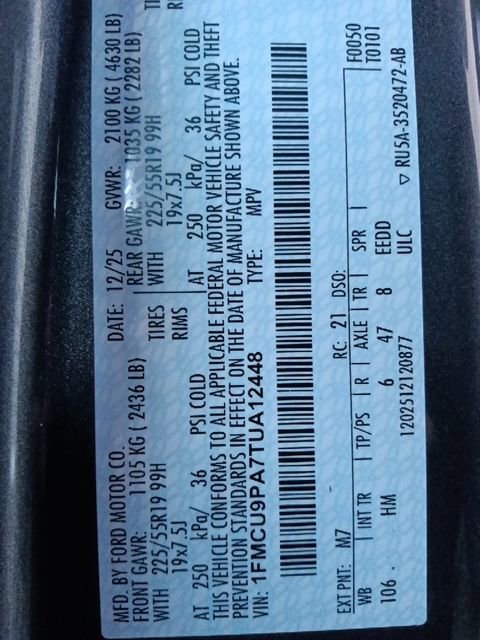 MFD. BY FORD MOTOR CO. DATE: 12/25 GVWR: 2100 KG ( 4630 LB)
FRONT GAWR: 1105 KG ( 2436 LB) REAR GAWR: 1035 KG ( 2282 LB)
WITH 225/55R19 99H TIRES WITH 225/55R19 99H
19x7.5J RIMS 19x7.5J
AT 250 kPa/ 36 PSI COLD AT 250 kPa/ 36 PSI COLD
THIS VEHICLE CONFORMS TO ALL APPLICABLE FEDERAL MOTOR VEHICLE SAFETY AND THEFT
PREVENTION STANDARDS IN EFFECT ON THE DATE OF MANUFACTURE SHOWN ABOVE.
VIN: 1FMCU9PA7TUA12448 TYPE: MPV
F0050
EXT PNT: M7 RC: 21 DSO: T0107
WB INT TR TP/PS R AXLE TR SPR
106 HM 6 47 8 EEDD
ULC
1202512120877 ▽ RU5A-3520472-AB